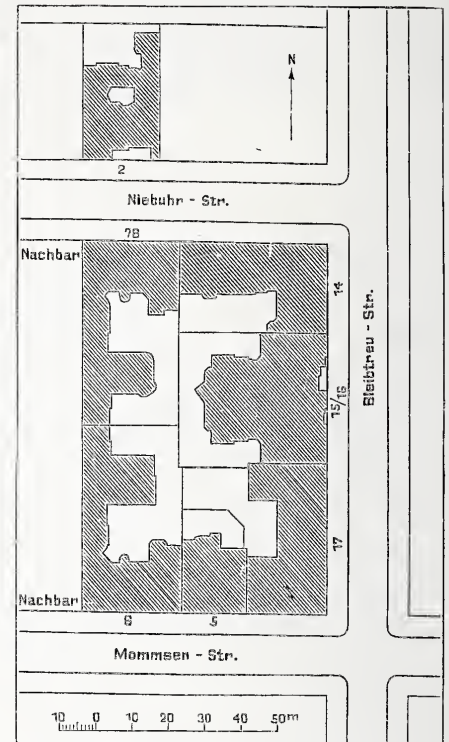 N
2
Niebuhr - Str.
78
Nachbar
14
Bleibtreu - Str.
15/16
17
Nachbar
6
5
Mommsen - Str.
10 0 10 20 30 40 50m